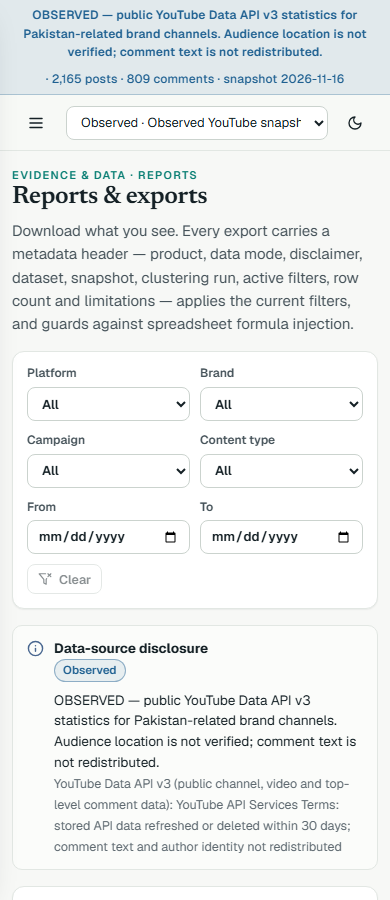 OBSERVED — public YouTube Data API v3 statistics for
Pakistan-related brand channels. Audience location is not
verified; comment text is not redistributed.
· 2,165 posts · 809 comments · snapshot 2026-11-16
Observed · Observed YouTube snapsh
EVIDENCE & DATA · REPORTS
Reports & exports
Download what you see. Every export carries a
metadata header — product, data mode, disclaimer,
dataset, snapshot, clustering run, active filters, row
count and limitations — applies the current filters,
and guards against spreadsheet formula injection.
Platform Brand
All All
Campaign Content type
All All
From To
mm/dd/yyyy mm/dd/yyyy
Clear
Data-source disclosure
Observed
OBSERVED — public YouTube Data API v3
statistics for Pakistan-related brand channels.
Audience location is not verified; comment text is
not redistributed.
YouTube Data API v3 (public channel, video and top-
level comment data): YouTube API Services Terms:
stored API data refreshed or deleted within 30 days;
comment text and author identity not redistributed